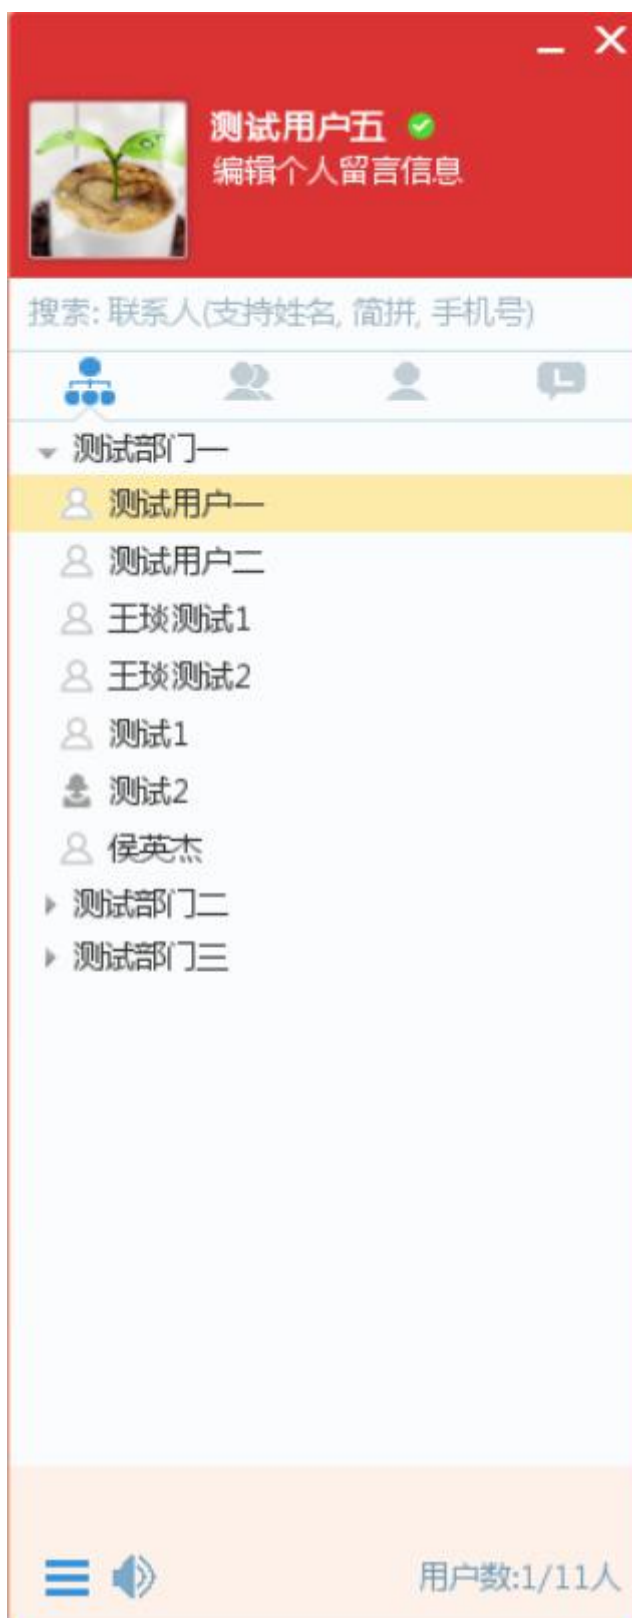 测试用户五
编辑个人留言信息
搜索: 联系人(支持姓名, 简拼, 手机号)
测试部门一
测试用户一
测试用户二
王琰测试1
王琰测试2
测试1
测试2
侯英杰
测试部门二
测试部门三
用户数:1/11人